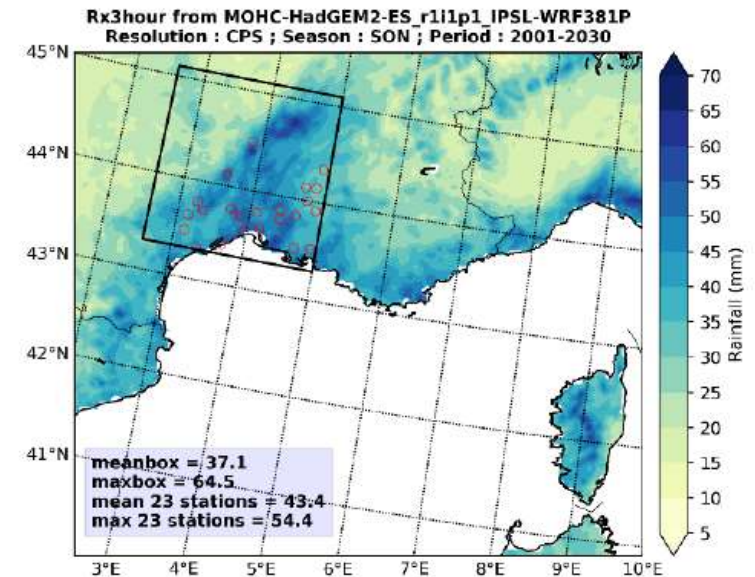 Rx3hour from MOHC-HadGEM2-ES_r1i1p1_IPSL-WRF381P
Resolution : CPS ; Season : SON ; Period : 2001-2030
45°N
44°N
43°N
42°N
41°N
meanbox = 37.1
maxbox = 64.5
mean 23 stations = 43.4
max 23 stations = 54.4
3°E 4°E 5°E 6°E 7°E 8°E 9°E 10°E
70
65
60
55
50
45
40
35
30
25
20
15
10
5
Rainfall (mm)